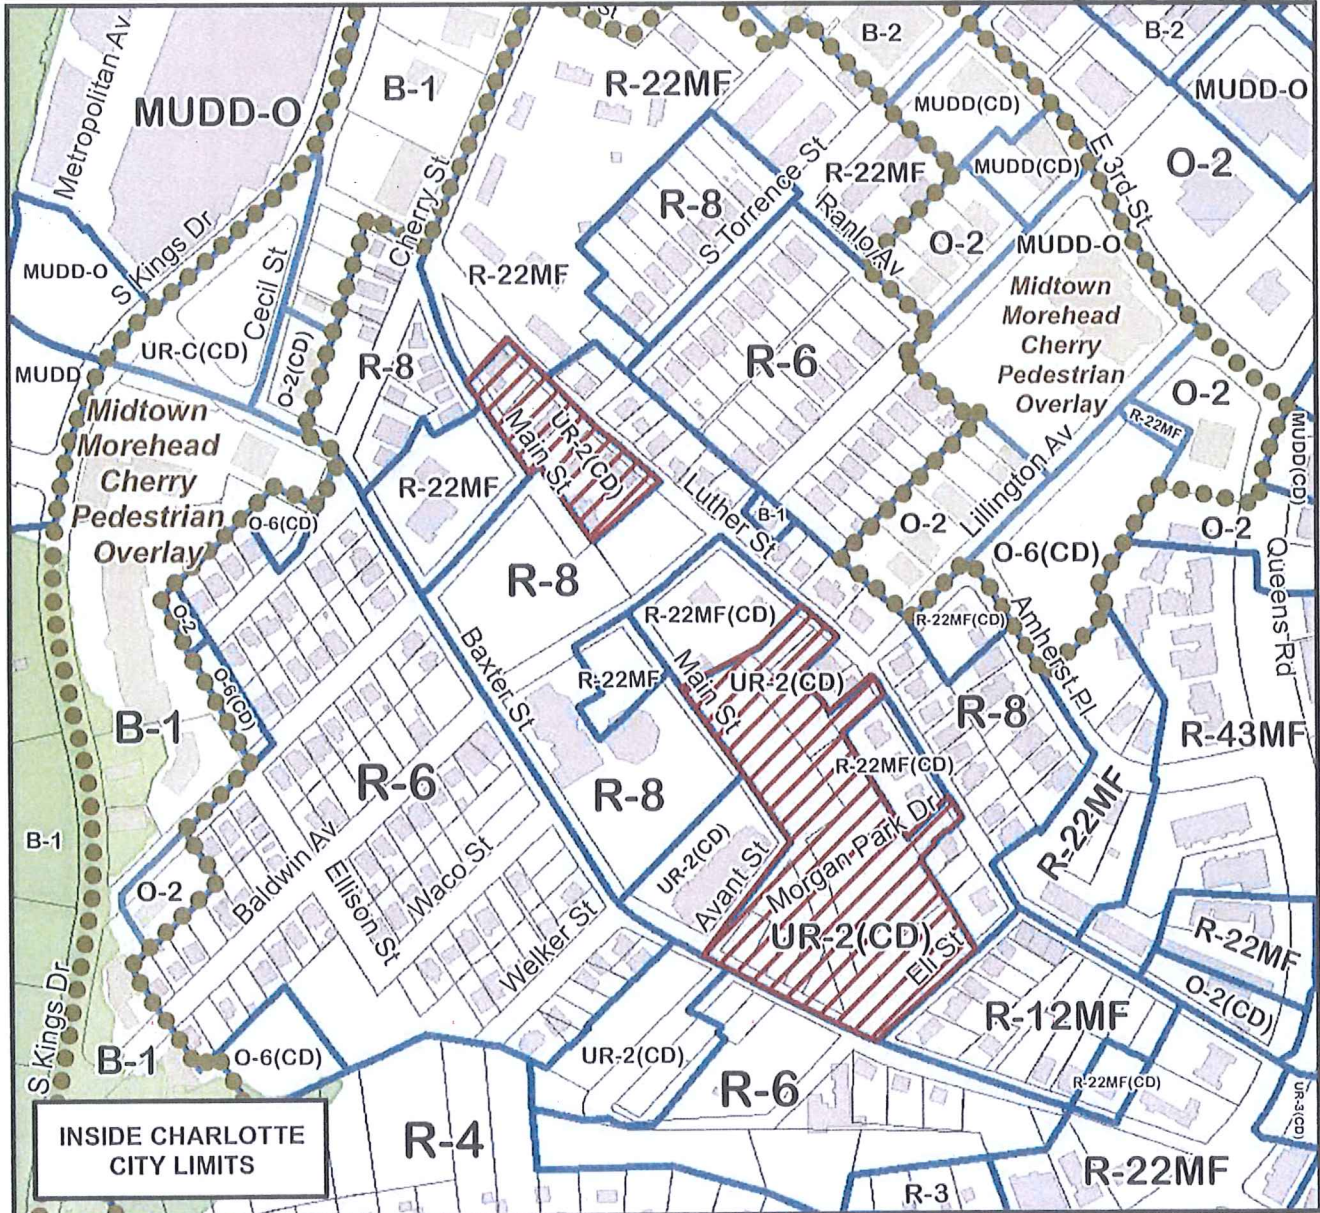 St
B-2
B-2
Metropolitan Av
B-1
R-22MF
MUDD-O
MUDD-O
MUDD(CD)
E 3rd St
O-2
MUDD(CD)
R-22MF
S Torrence St
R-8
Cherry St
Ranlo Av
O-2
MUDD-O
S Kings Dr
MUDD-O
R-22MF
Cecil St
Midtown
Morehead
Cherry
Pedestrian
Overlay
UR-C(CD)
O-2(CD)
R-8
R-6
MUDD
O-2
R-22MF
MUDD(CD)
Midtown
Morehead
Cherry
Pedestrian
Overlay
UR-2(CD)
Main St
R-22MF
Luther St
Lillington Av
B-1
O-6(CD)
O-2
O-2
Queens Rd
O-6(CD)
R-8
O-2
R-22MF(CD)
R-22MF(CD)
Amherst Pl
Baxter St
R-22MF
Main St
UR-2(CD)
O-6(CD)
R-8
B-1
R-43MF
R-22MF(CD)
R-6
R-8
Morgan Park Dr
R-22MF
B-1
UR-2(CD)
Baldwin Av
Ellison St
Waco St
O-2
Avant St
UR-2(CD)
Eli St
R-22MF
Welker St
O-2(CD)
R-12MF
S Kings Dr
B-1
O-6(CD)
UR-2(CD)
R-6
R-22MF(CD)
UR-3(CD)
INSIDE CHARLOTTE
CITY LIMITS
R-4
R-22MF
R-3